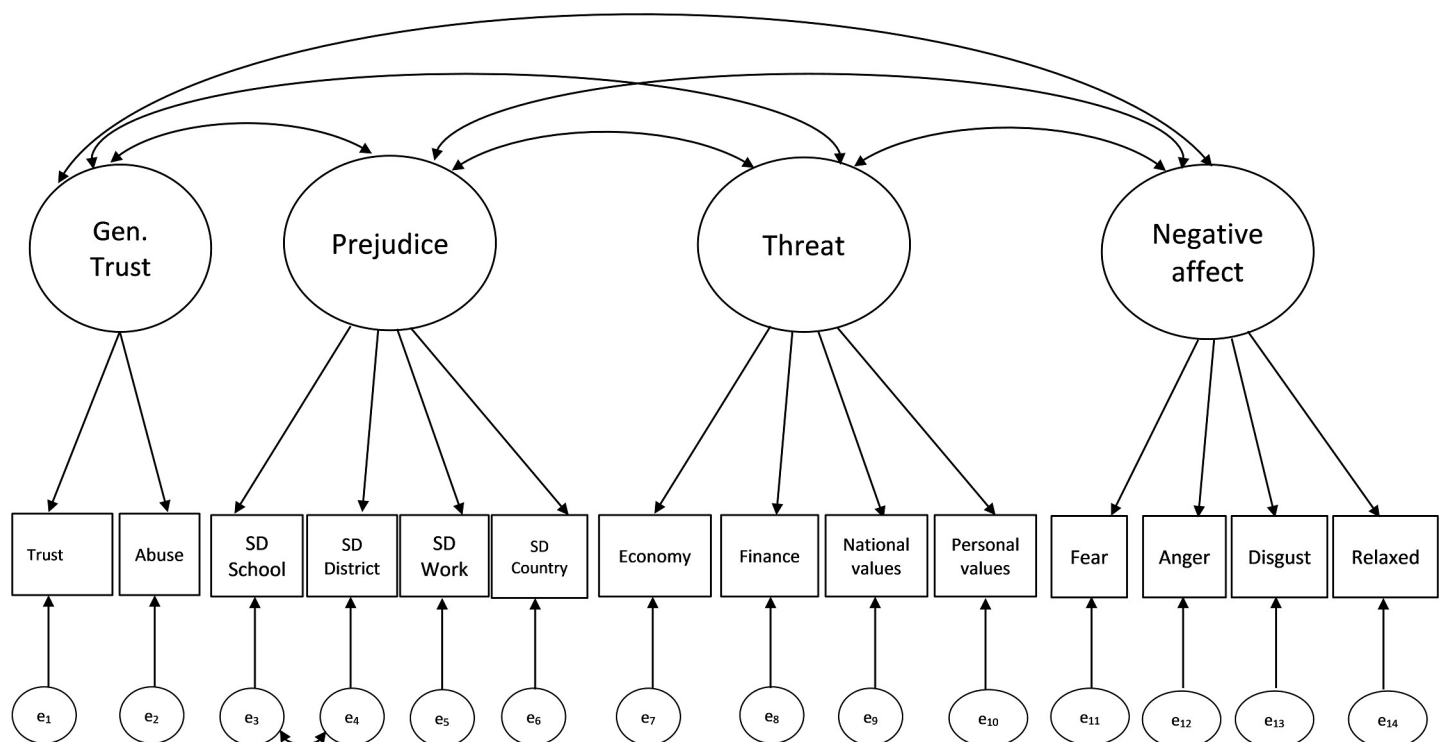 Gen.
Trust
Prejudice
Threat
Negative
affect
Trust
Abuse
SD
School
SD
District
SD
Work
SD
Country
Economy
Finance
National
values
Personal
values
Fear
Anger
Disgust
Relaxed
e₁
e₂
e₃
e₄
e₅
e₆
e₇
e₈
e₉
e₁₀
e₁₁
e₁₂
e₁₃
e₁₄